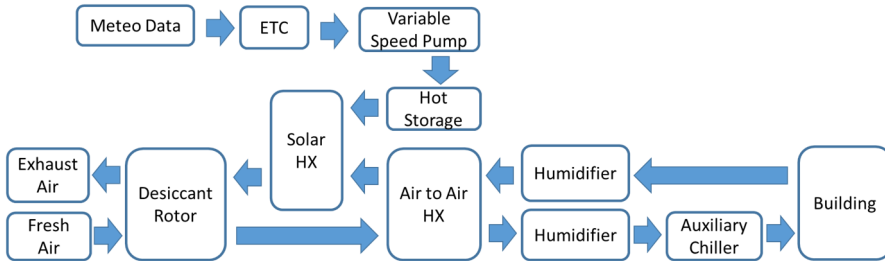 Meteo Data
ETC
Variable
Speed Pump
Hot
Storage
Solar
HX
Exhaust
Air
Desiccant
Rotor
Air to Air
HX
Humidifier
Building
Fresh
Air
Humidifier
Auxiliary
Chiller